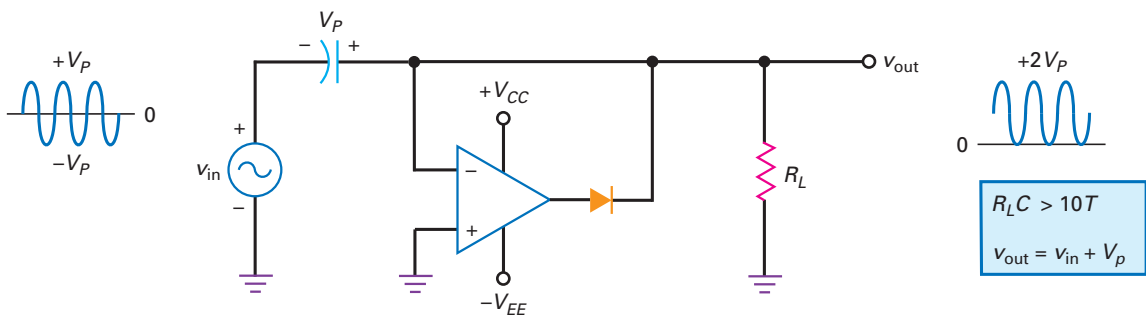 +V_P
0
−V_P
v_in
+
−
V_P
− +
+V_CC
−
+
−V_EE
R_L
v_out
+2V_P
0
R_LC > 10T
v_out = v_in + V_p